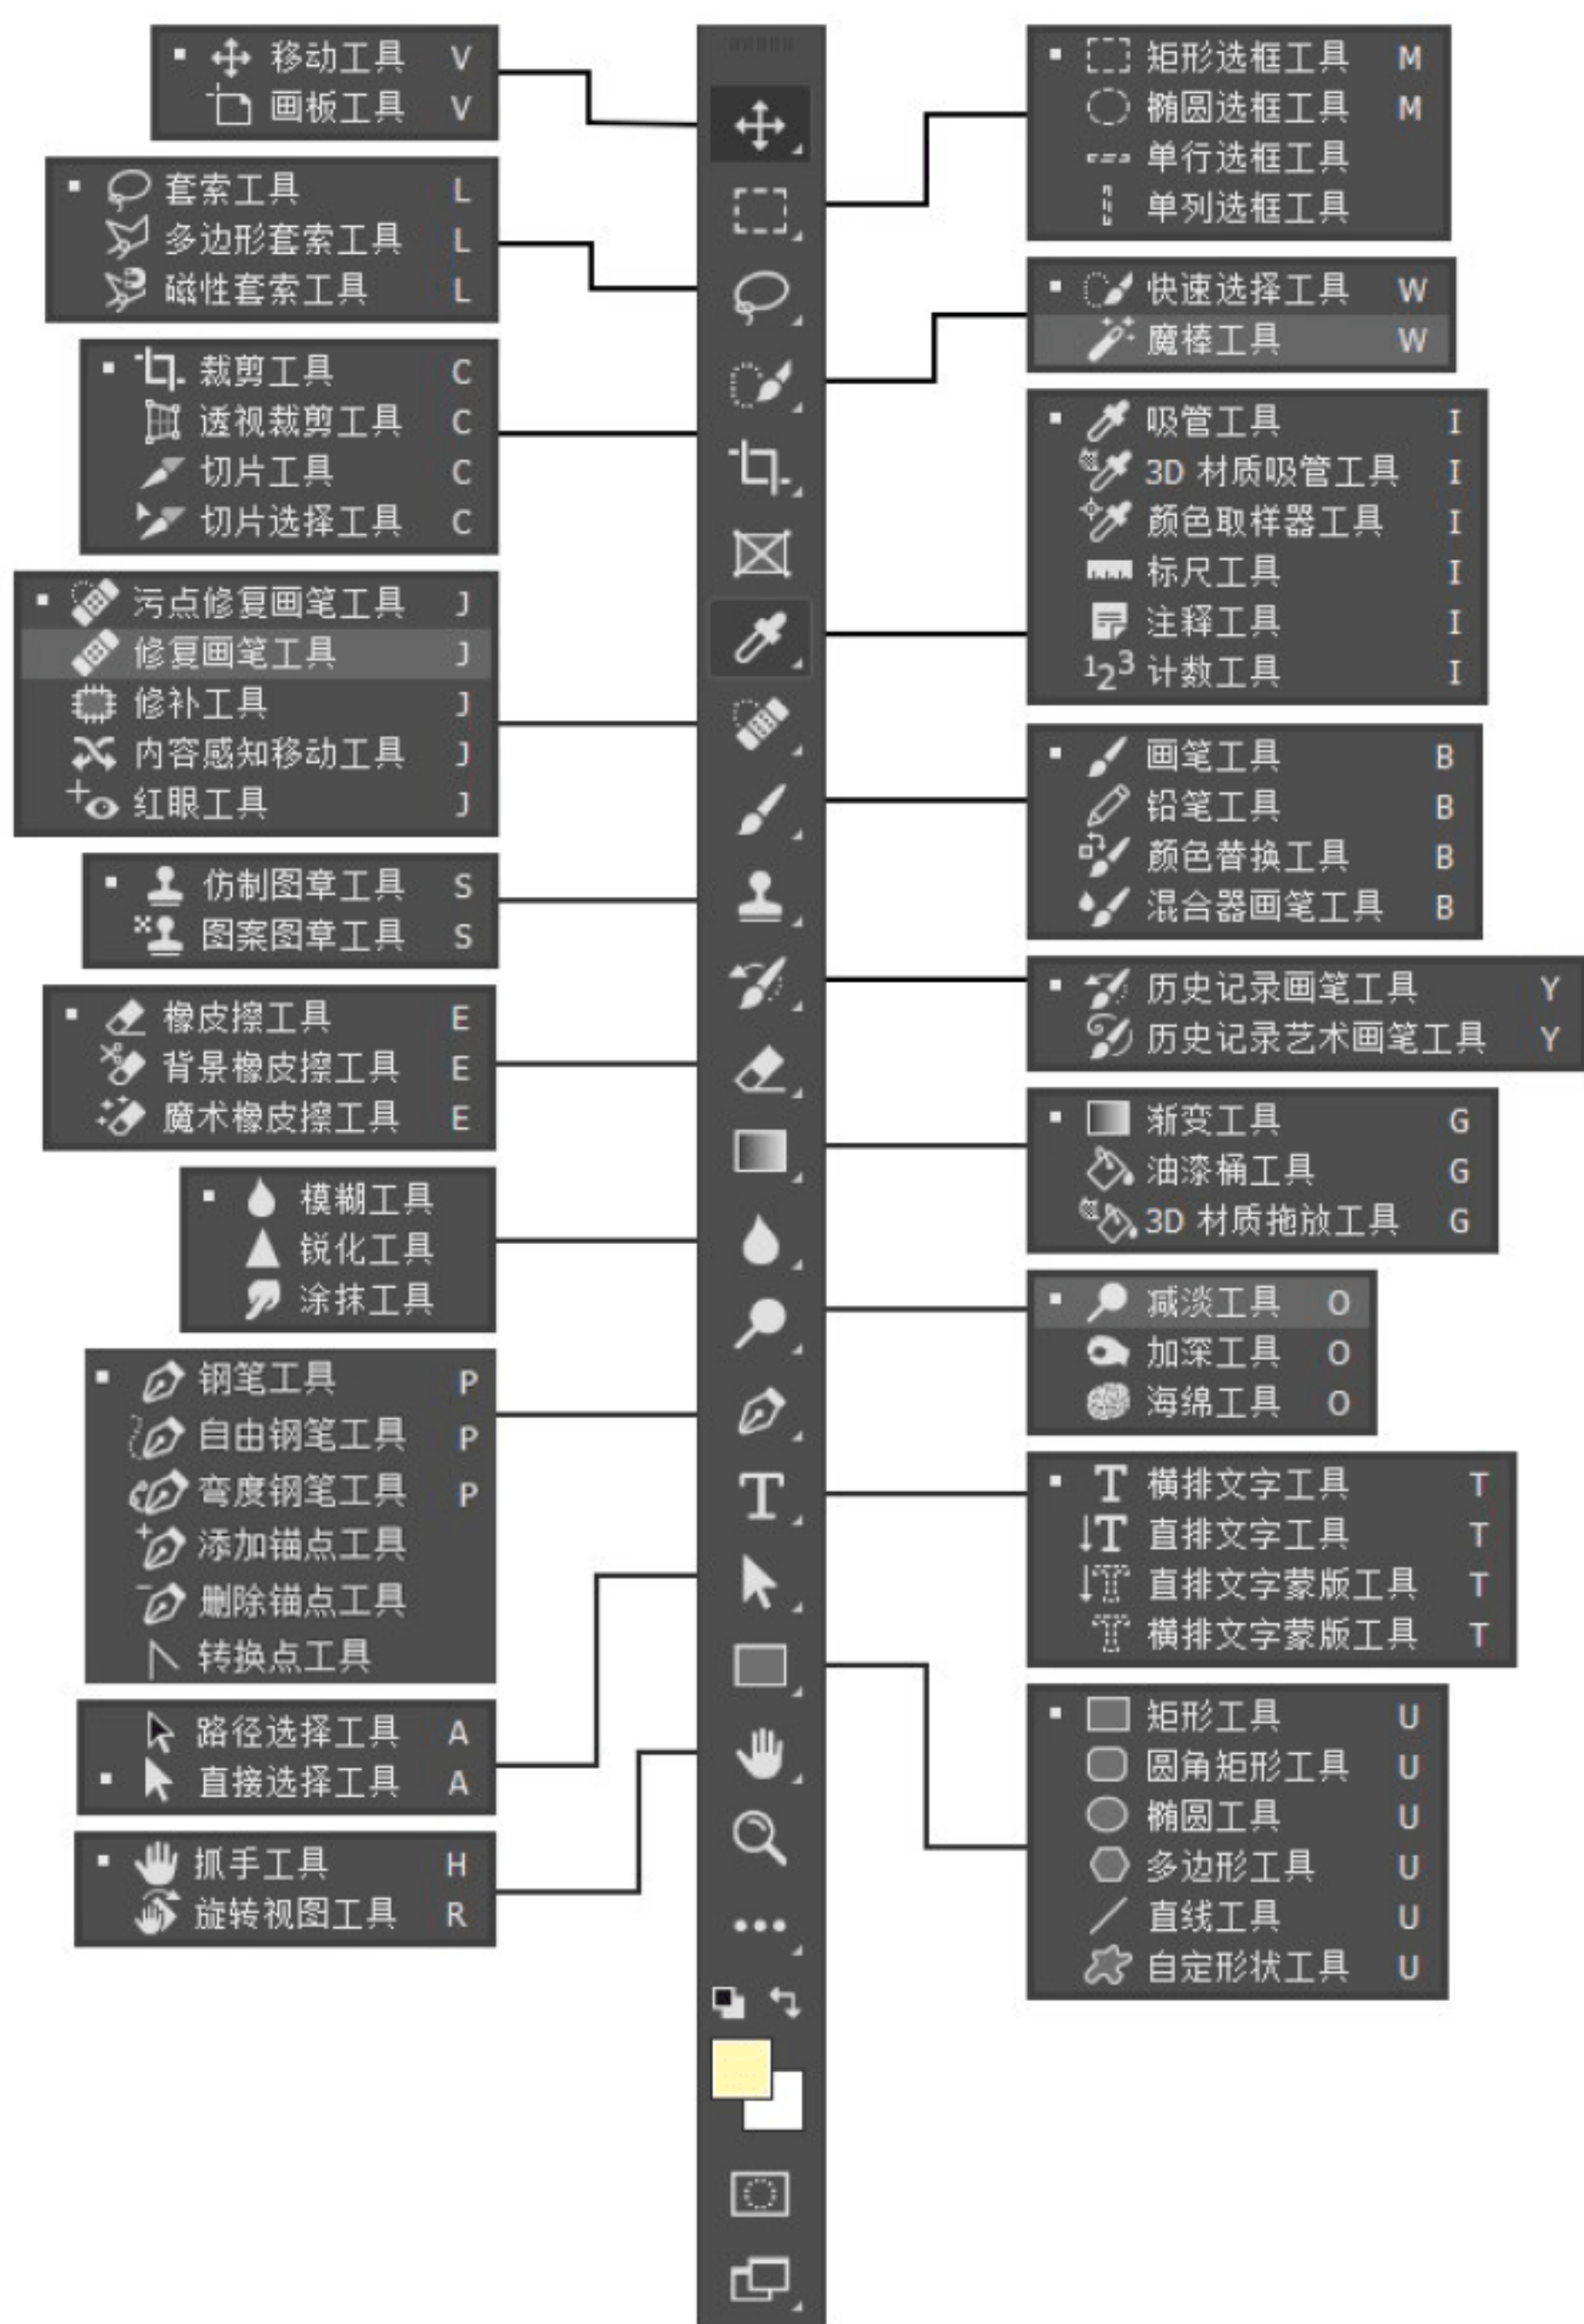 移动工具 V
画板工具 V
套索工具 L
多边形套索工具 L
磁性套索工具 L
裁剪工具 C
透视裁剪工具 C
切片工具 C
切片选择工具 C
污点修复画笔工具 J
修复画笔工具 J
修补工具 J
内容感知移动工具 J
红眼工具 J
仿制图章工具 S
图案图章工具 S
橡皮擦工具 E
背景橡皮擦工具 E
魔术橡皮擦工具 E
模糊工具
锐化工具
涂抹工具
钢笔工具 P
自由钢笔工具 P
弯度钢笔工具 P
添加锚点工具
删除锚点工具
转换点工具
路径选择工具 A
直接选择工具 A
抓手工具 H
旋转视图工具 R
矩形选框工具 M
椭圆选框工具 M
单行选框工具
单列选框工具
快速选择工具 W
魔棒工具 W
吸管工具 I
3D 材质吸管工具 I
颜色取样器工具 I
标尺工具 I
注释工具 I
计数工具 I
画笔工具 B
铅笔工具 B
颜色替换工具 B
混合器画笔工具 B
历史记录画笔工具 Y
历史记录艺术画笔工具 Y
渐变工具 G
油漆桶工具 G
3D 材质拖放工具 G
减淡工具 O
加深工具 O
海绵工具 O
横排文字工具 T
直排文字工具 T
直排文字蒙版工具 T
横排文字蒙版工具 T
矩形工具 U
圆角矩形工具 U
椭圆工具 U
多边形工具 U
直线工具 U
自定形状工具 U